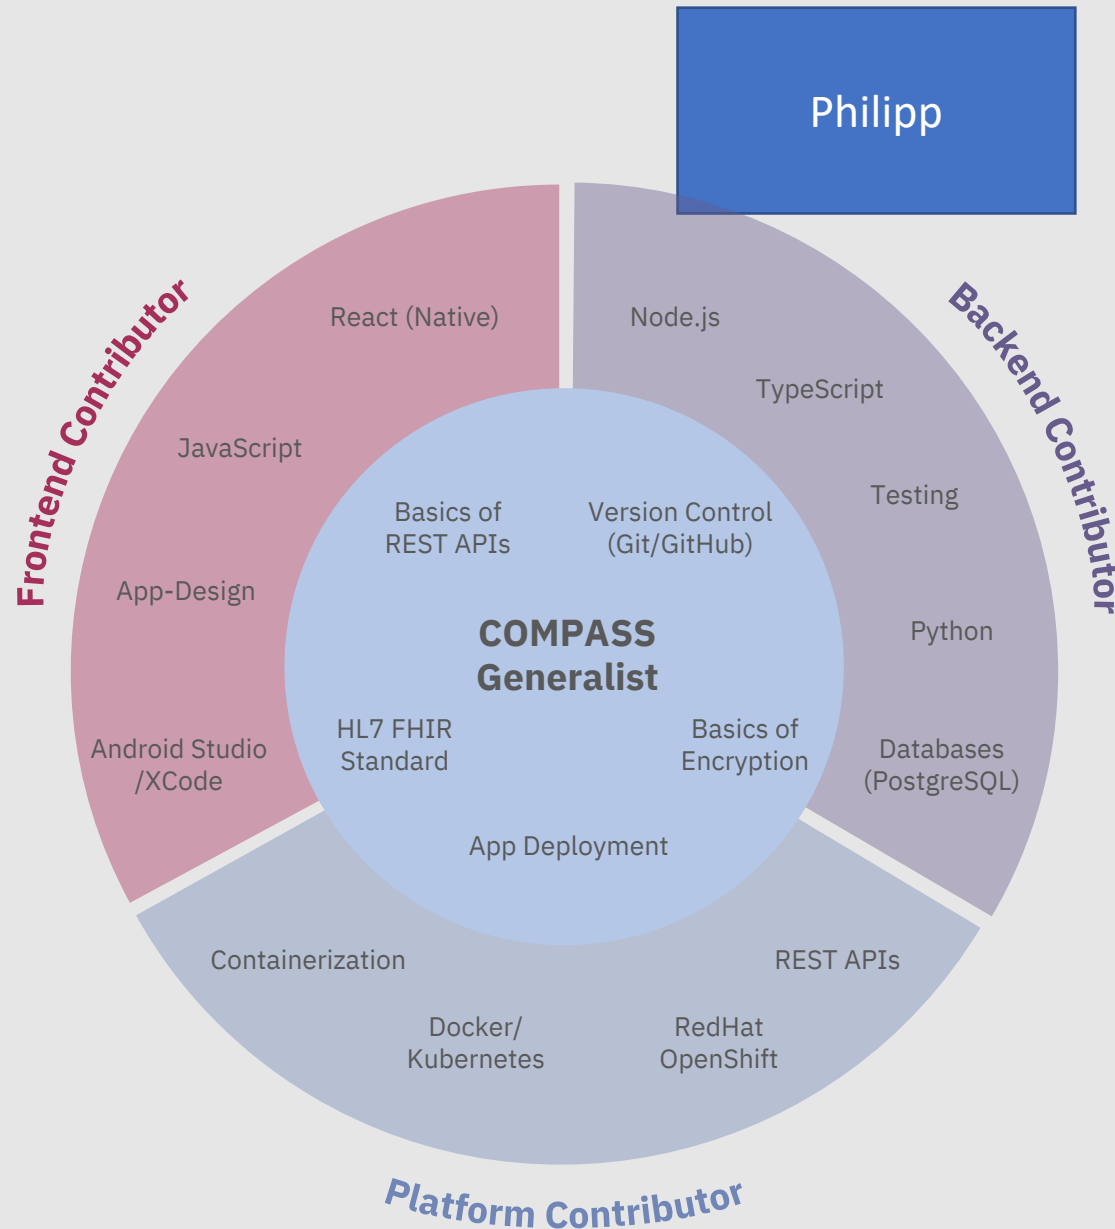 Philipp
Frontend Contributor
React (Native)
JavaScript
App-Design
Android Studio
/XCode
Backend Contributor
Node.js
TypeScript
Testing
Python
Databases
(PostgreSQL)
Basics of
REST APIs
Version Control
(Git/GitHub)
COMPASS
Generalist
HL7 FHIR
Standard
Basics of
Encryption
App Deployment
Containerization
REST APIs
Docker/
Kubernetes
RedHat
OpenShift
Platform Contributor